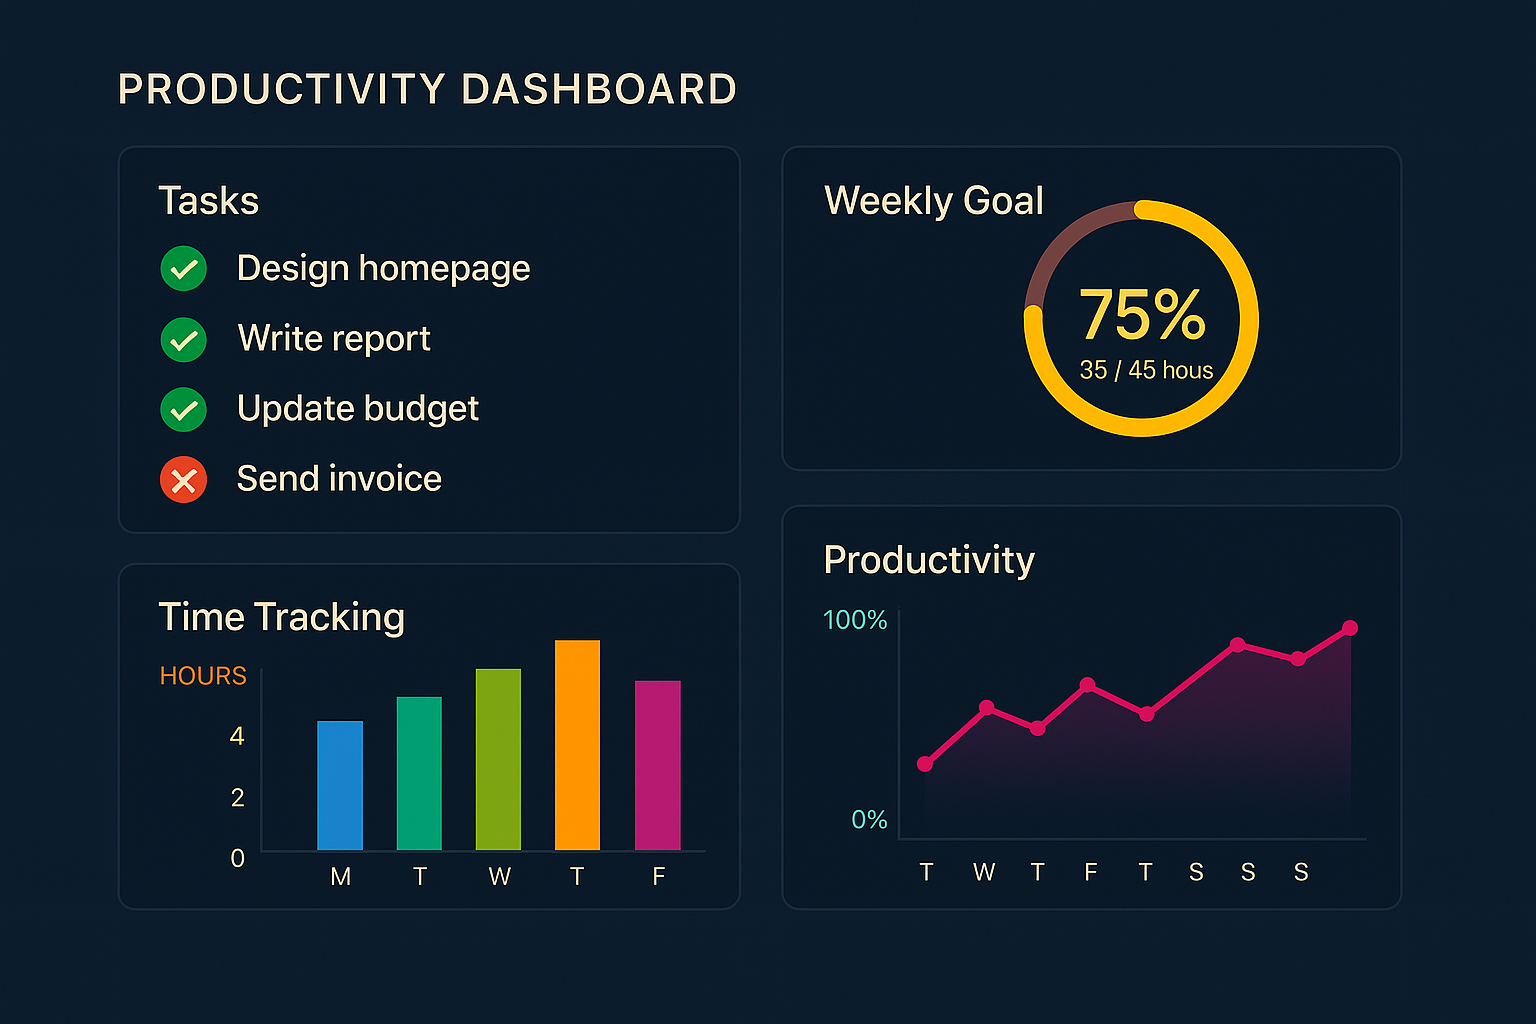 PRODUCTIVITY DASHBOARD
Tasks
Design homepage
Write report
Update budget
Send invoice
Weekly Goal
75%
35 / 45 hous
Time Tracking
HOURS
4
2
0
M T W T F
Productivity
100%
0%
T W T F T S S S